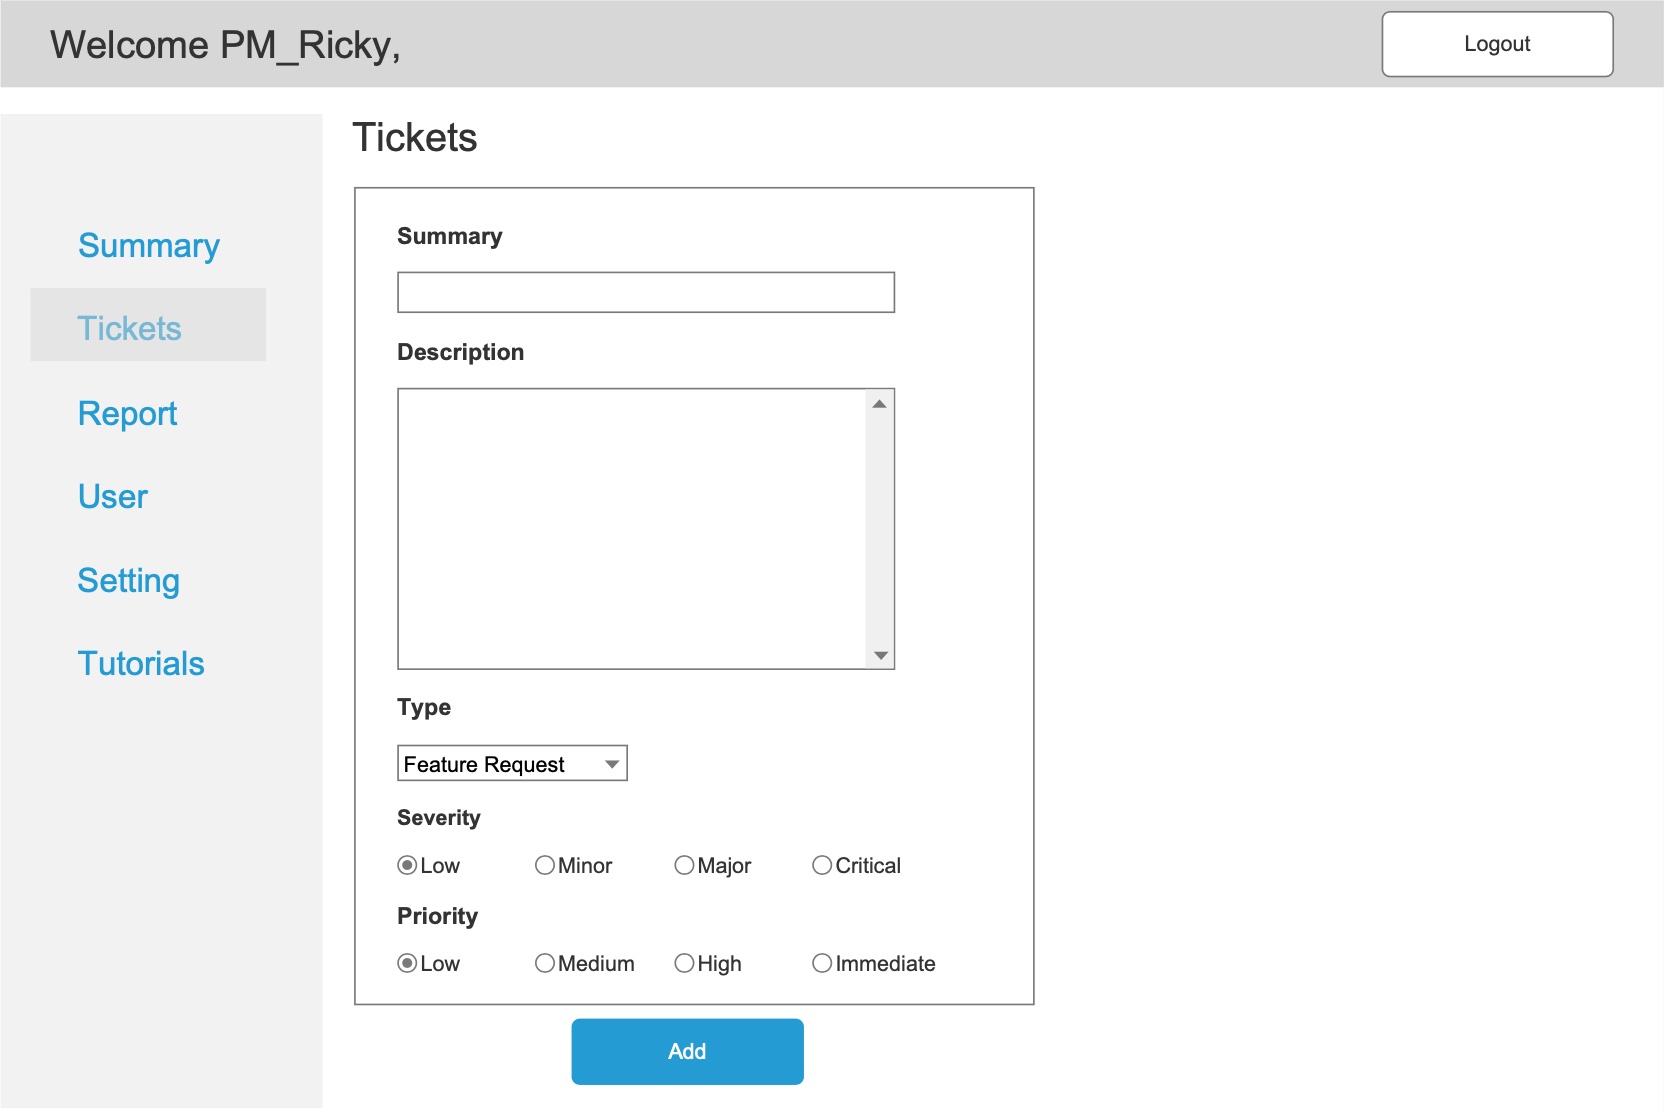 Welcome PM_Ricky,
Logout
Summary
Tickets
Report
User
Setting
Tutorials
Tickets
Summary
Description
Type
Feature Request
Severity
Low Minor Major Critical
Priority
Low Medium High Immediate
Add